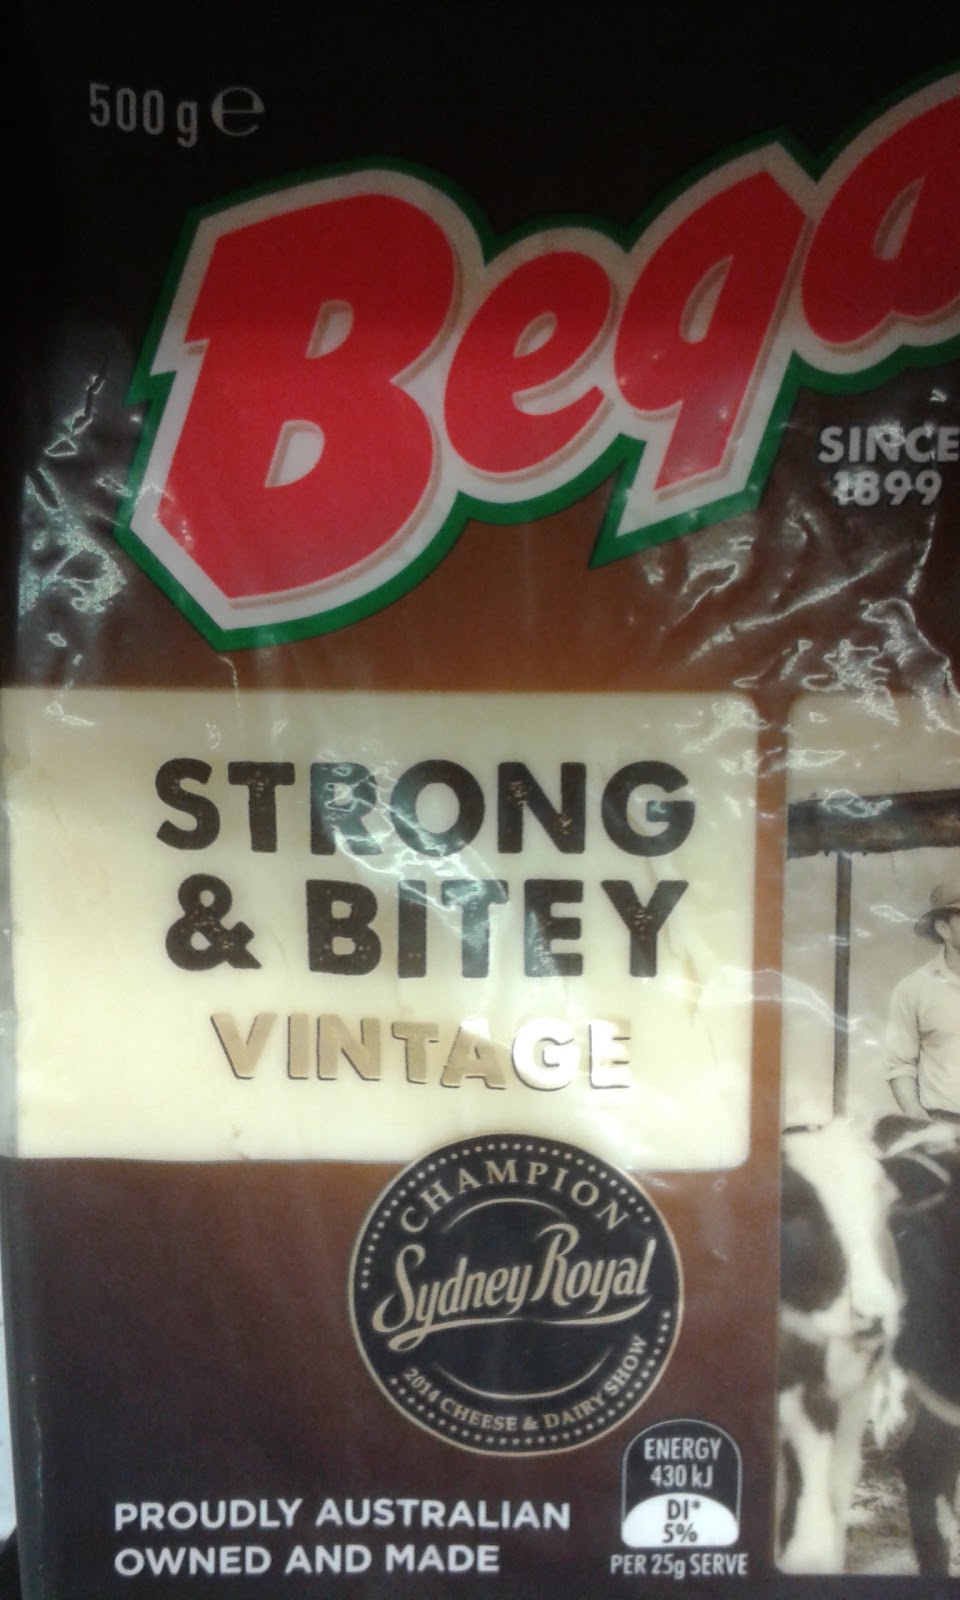 500 g e
Bega
SINCE
1899
STRONG
& BITEY
VINTAGE
CHAMPION
Sydney Royal
2014 CHEESE & DAIRY SHOW
ENERGY
430 kJ
DI*
5%
PER 25g SERVE
PROUDLY AUSTRALIAN
OWNED AND MADE